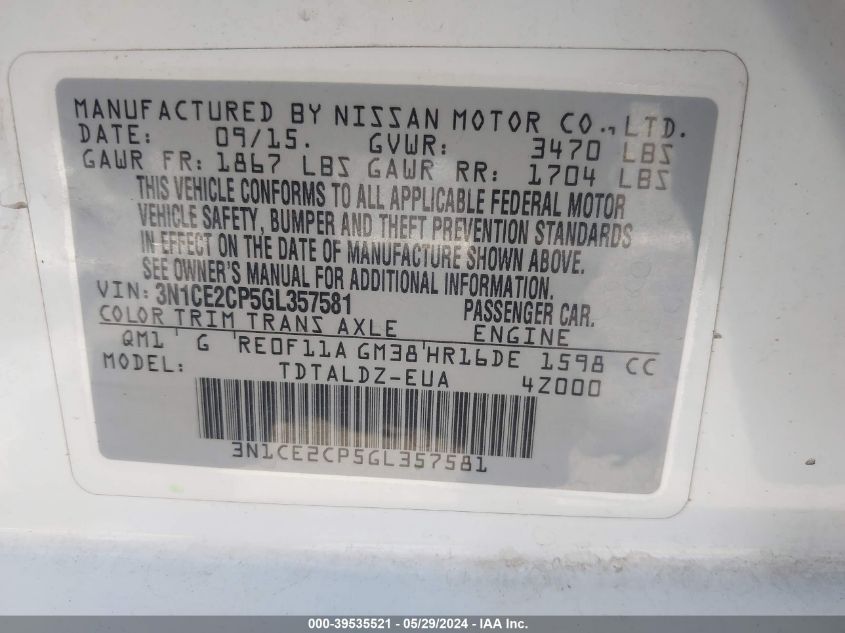 MANUFACTURED BY NISSAN MOTOR CO., LTD.
DATE: 09/15. GVWR: 3470 LBS
GAWR FR: 1867 LBS GAWR RR: 1704 LBS
THIS VEHICLE CONFORMS TO ALL APPLICABLE FEDERAL MOTOR
VEHICLE SAFETY, BUMPER AND THEFT PREVENTION STANDARDS
IN EFFECT ON THE DATE OF MANUFACTURE SHOWN ABOVE.
SEE OWNER'S MANUAL FOR ADDITIONAL INFORMATION.
VIN: 3N1CE2CP5GL357581 PASSENGER CAR.
COLOR TRIM TRANS AXLE ENGINE
QM1 ' G 'RE0F11A GM38'HR16DE 1598 CC
MODEL: TDTALDZ-EUA 4Z000
3N1CE2CP5GL357581
000-39535521 - 05/29/2024 - IAA Inc.